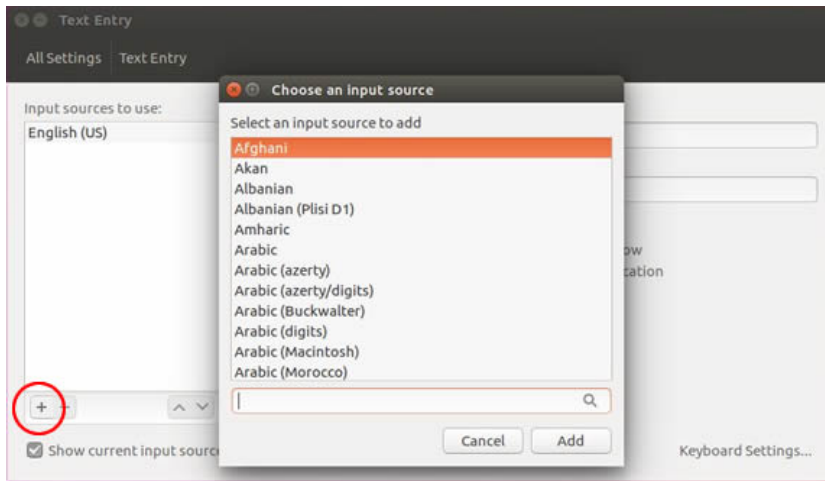 Text Entry
All Settings Text Entry
Choose an input source
Input sources to use:
Select an input source to add
English (US)
Afghani
Akan
Albanian
Albanian (Plisi D1)
Amharic
Arabic
Arabic (azerty)
Arabic (azerty/digits)
Arabic (Buckwalter)
Arabic (digits)
Arabic (Macintosh)
Arabic (Morocco)
Cancel Add
Show current input
Keyboard Settings...